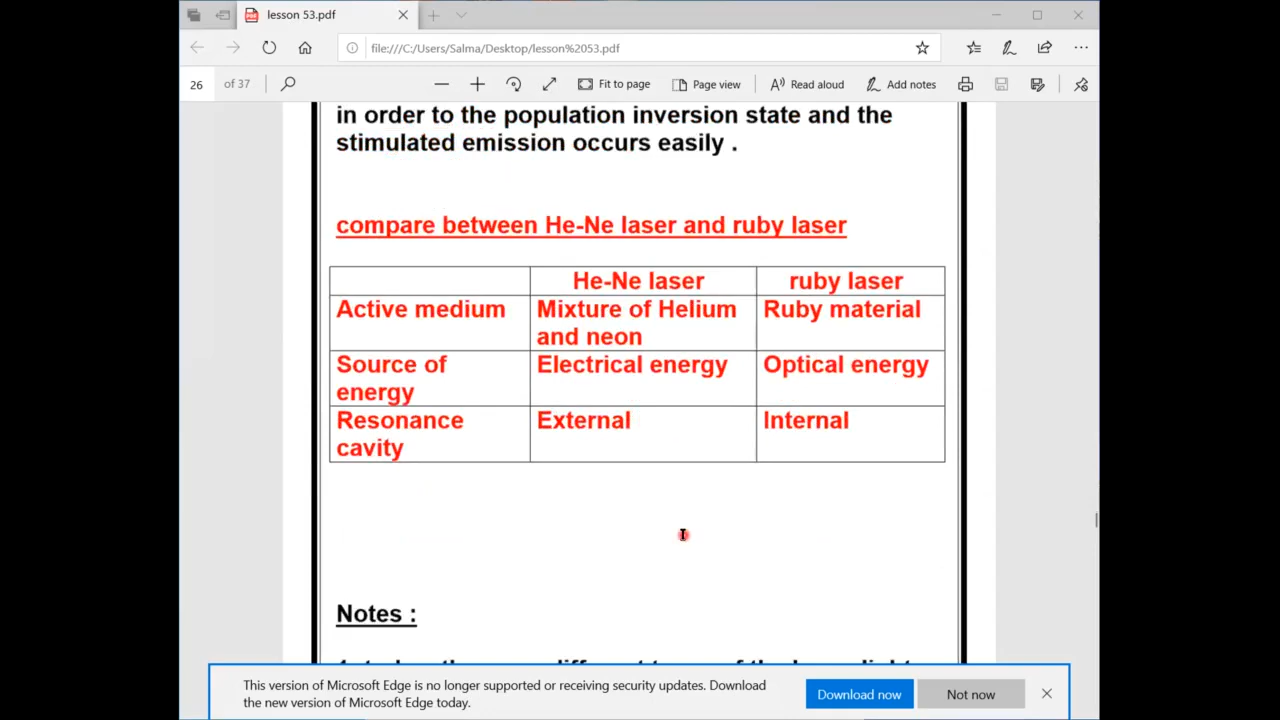 lesson 53.pdf
file:///C:/Users/Salma/Desktop/lesson%2053.pdf
26 of 37 Fit to page Page view Read aloud Add notes
in order to the population inversion state and the
stimulated emission occurs easily .
compare between He-Ne laser and ruby laser
He-Ne laser ruby laser
Active medium Mixture of Helium and neon Ruby material
Source of energy Electrical energy Optical energy
Resonance cavity External Internal
Notes :
This version of Microsoft Edge is no longer supported or receiving security updates. Download
the new version of Microsoft Edge today.
Download now Not now